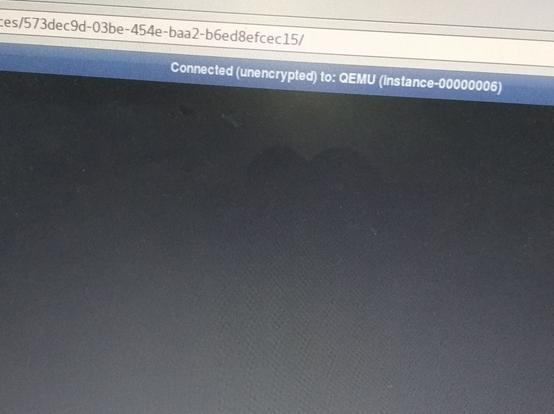 ces/573dec9d-03be-454e-baa2-b6ed8efcec15/
Connected (unencrypted) to: QEMU (instance-00000006)